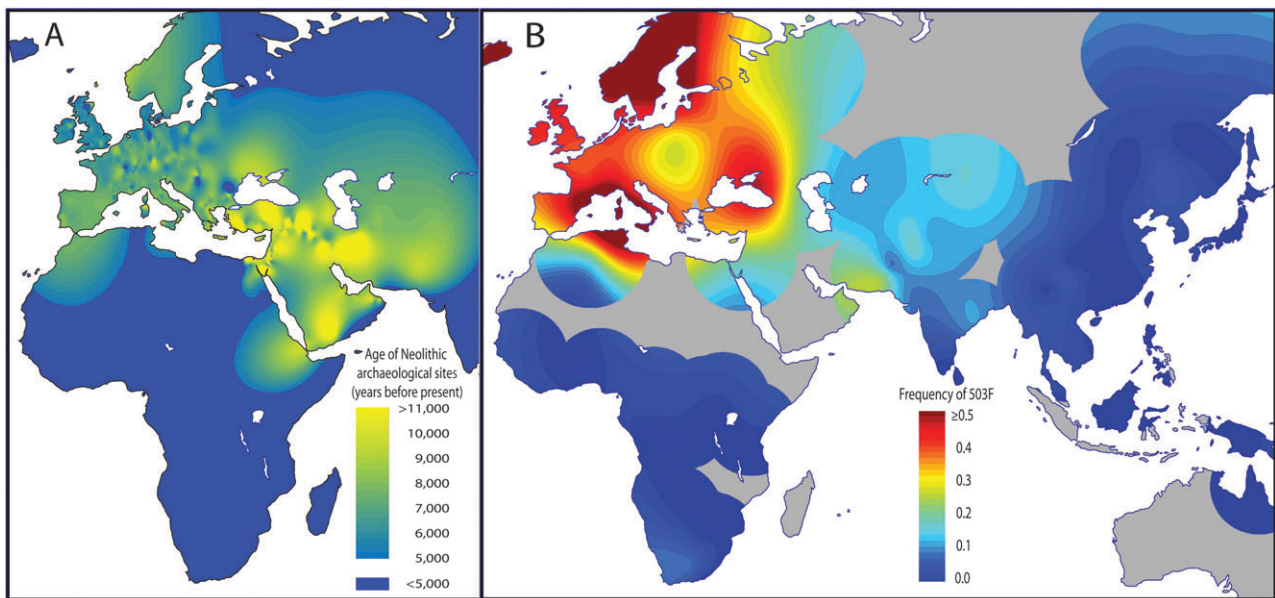 A
Age of Neolithic
archaeological sites
(years before present)
>11,000
10,000
9,000
8,000
7,000
6,000
5,000
<5,000
B
Frequency of 503F
≥0.5
0.4
0.3
0.2
0.1
0.0